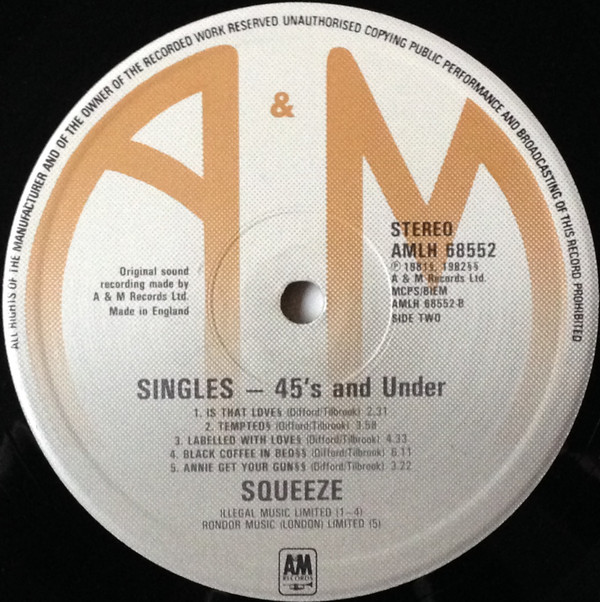 ALL RIGHTS OF THE MANUFACTURER AND OF THE OWNER OF THE RECORDED WORK RESERVED UNAUTHORISED COPYING PUBLIC PERFORMANCE AND BROADCASTING OF THIS RECORD PROHIBITED
A & M
STEREO
AMLH 68552
℗ 1981§, 1982§§
A & M Records Ltd.
MCPS/BIEM
AMLH 68552-B
SIDE TWO
Original sound
recording made by
A & M Records Ltd.
Made in England
SINGLES – 45's and Under
1. IS THAT LOVE§ (Difford/Tilbrook) 2.31
2. TEMPTED§ (Difford/Tilbrook) 3.58
3. LABELLED WITH LOVE§ (Difford/Tilbrook) 4.33
4. BLACK COFFEE IN BED§§ (Difford/Tilbrook) 6.11
5. ANNIE GET YOUR GUN§§ (Difford/Tilbrook) 3.22
SQUEEZE
ILLEGAL MUSIC LIMITED (1–4)
RONDOR MUSIC (LONDON) LIMITED (5)
AM
RECORDS